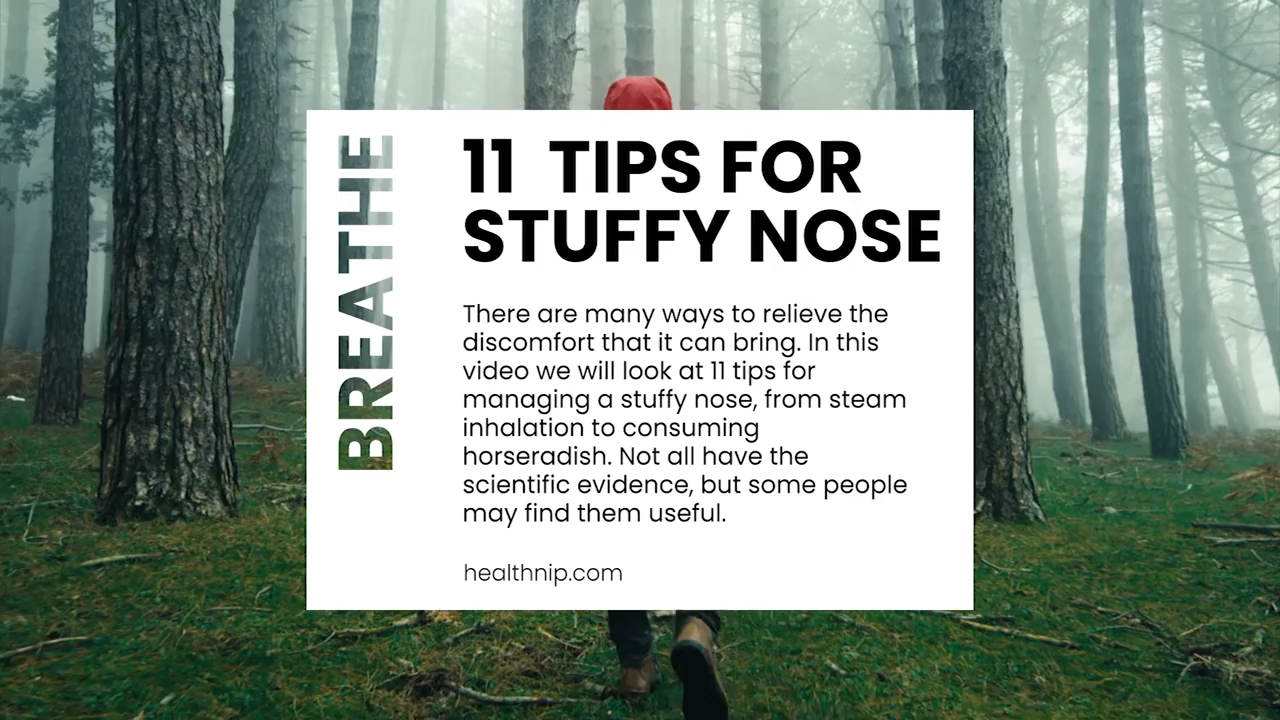 BREATHE
11 TIPS FOR
STUFFY NOSE
There are many ways to relieve the
discomfort that it can bring. In this
video we will look at 11 tips for
managing a stuffy nose, from steam
inhalation to consuming
horseradish. Not all have the
scientific evidence, but some people
may find them useful.
healthnip.com